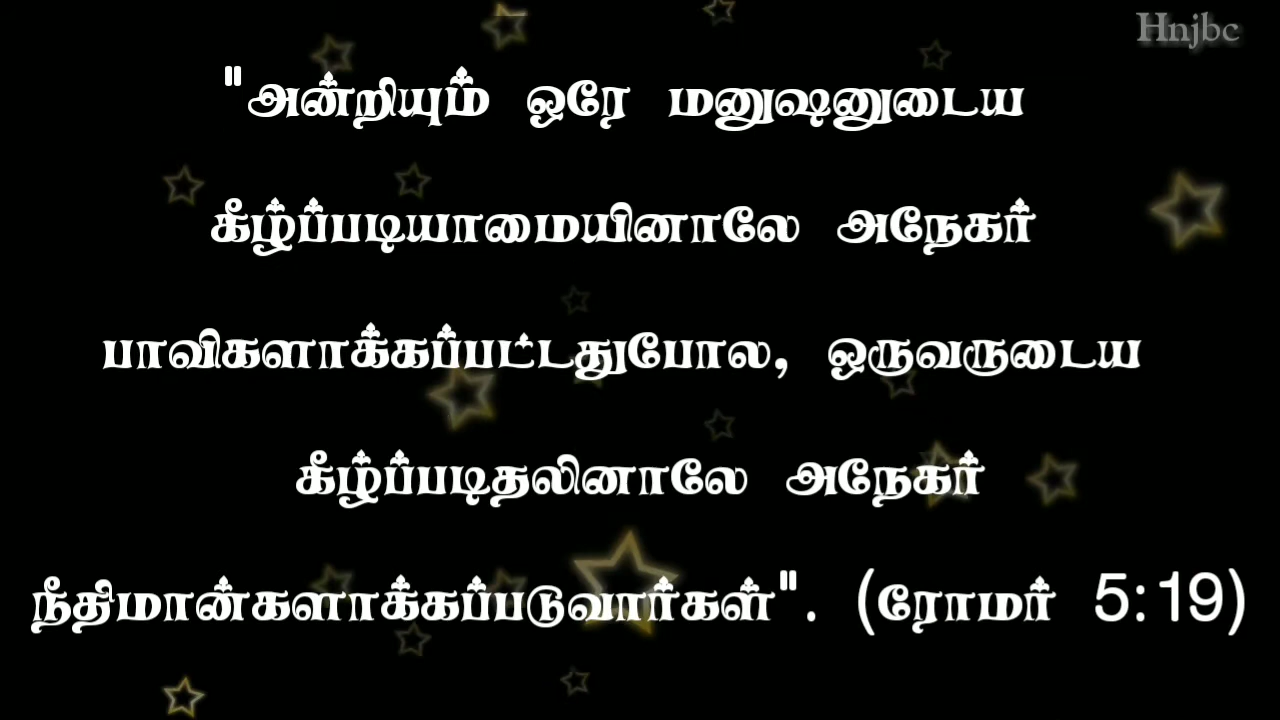 Hnjbc
"அன்றியும் ஒரே மனுஷனுடைய
கீழ்ப்படியாமையினாலே அநேகர்
பாவிகளாக்கப்பட்டதுபோல, ஒருவருடைய
கீழ்ப்படிதலினாலே அநேகர்
நீதிமான்களாக்கப்படுவார்கள்". (ரோமர் 5:19)